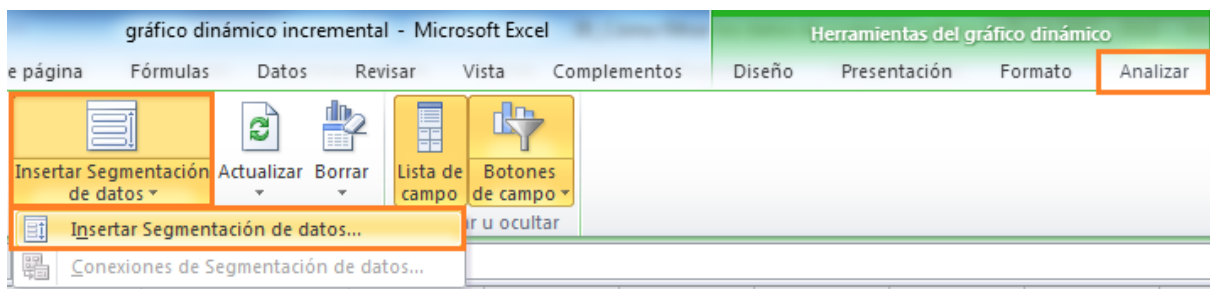 gráfico dinámico incremental - Microsoft Excel
Herramientas del gráfico dinámico
e página Fórmulas Datos Revisar Vista Complementos Diseño Presentación Formato Analizar
Insertar Segmentación Actualizar Borrar Lista de Botones
de datos campo de campo
Insertar Segmentación de datos... r u ocultar
Conexiones de Segmentación de datos...